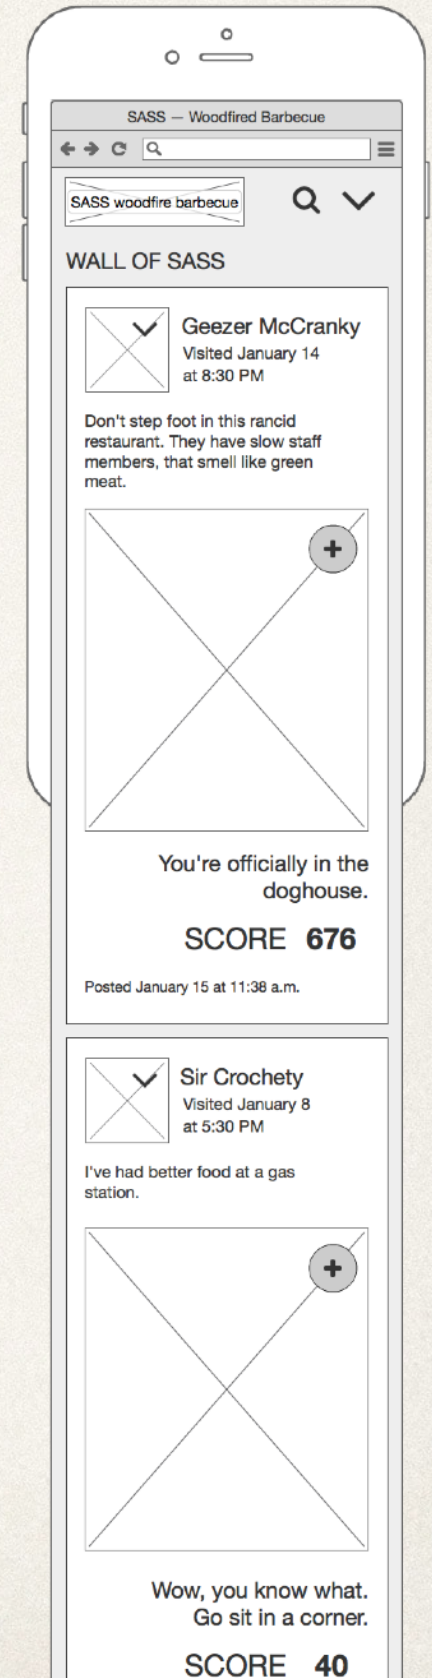 SASS — Woodfired Barbecue
SASS woodfire barbecue
WALL OF SASS
Geezer McCranky
Visited January 14
at 8:30 PM
Don't step foot in this rancid
restaurant. They have slow staff
members, that smell like green
meat.
You're officially in the
doghouse.
SCORE 676
Posted January 15 at 11:38 a.m.
Sir Crochety
Visited January 8
at 5:30 PM
I've had better food at a gas
station.
Wow, you know what.
Go sit in a corner.
SCORE 40